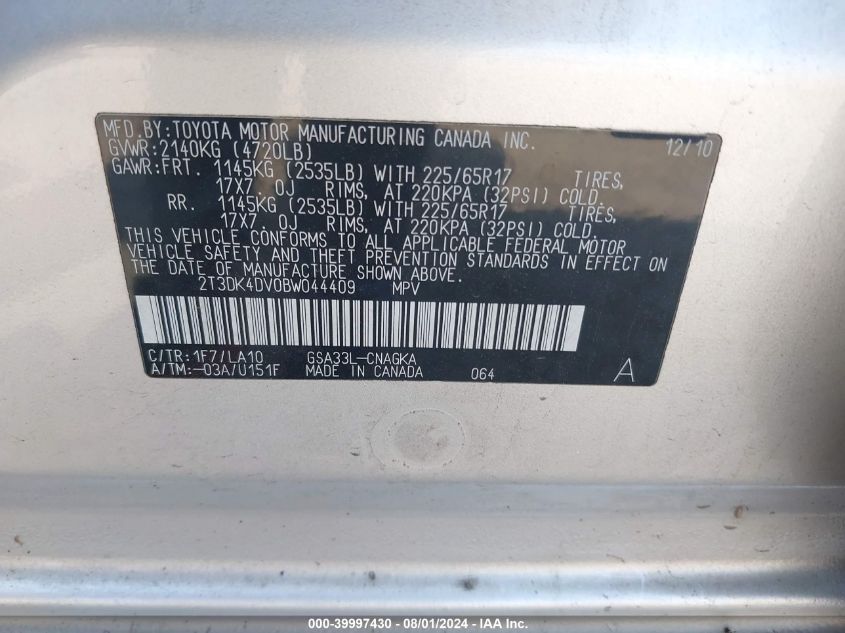 MFD.BY:TOYOTA MOTOR MANUFACTURING CANADA INC. 12/10
GVWR:2140KG (4720LB)
GAWR:FRT. 1145KG (2535LB) WITH 225/65R17 TIRES,
17X7.0J RIMS, AT 220KPA (32PSI) COLD.
RR. 1145KG (2535LB) WITH 225/65R17 TIRES,
17X7.0J RIMS, AT 220KPA (32PSI) COLD.
THIS VEHICLE CONFORMS TO ALL APPLICABLE FEDERAL MOTOR
VEHICLE SAFETY AND THEFT PREVENTION STANDARDS IN EFFECT ON
THE DATE OF MANUFACTURE SHOWN ABOVE.
2T3DK4DV0BW044409 MPV
C/TR:1F7/LA10 GSA33L-CNAGKA
A/TM:-03A/U151F MADE IN CANADA 064 A
000-39997430 - 08/01/2024 - IAA Inc.